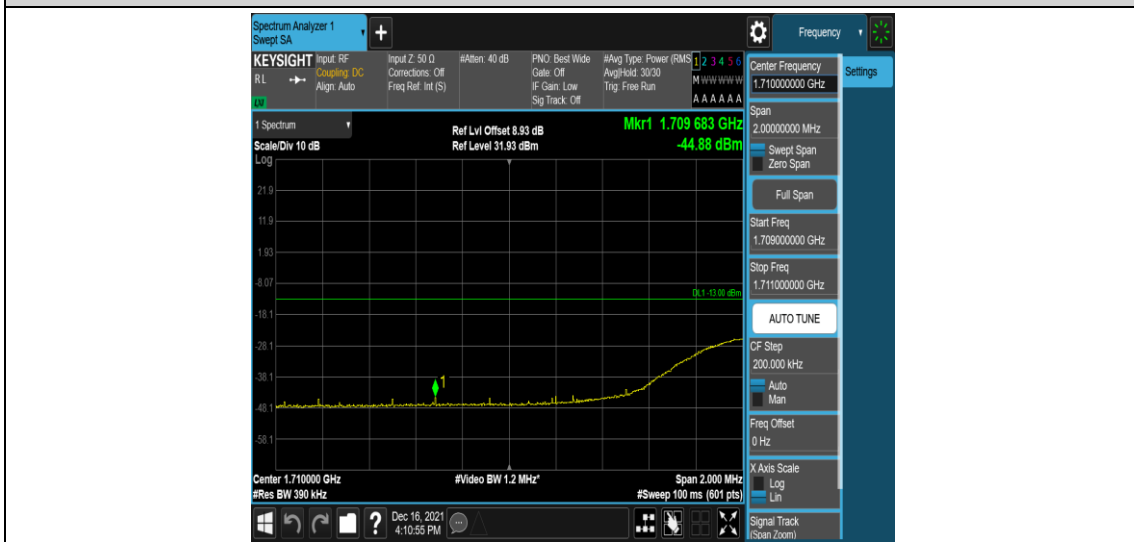 Spectrum Analyzer 1
Swept SA
+
Frequency
KEYSIGHT
RL
Input: RF
Coupling: DC
Align: Auto
Input Z: 50 Ω
Corrections: Off
Freq Ref: Int (S)
#Atten: 40 dB
PNO: Best Wide
Gate: Off
IF Gain: Low
Sig Track: Off
#Avg Type: Power (RMS
Avg|Hold: 30/30
Trig: Free Run
1 2 3 4 5 6
M W W W W W
A A A A A A
1 Spectrum
Scale/Div 10 dB
Log
Ref Lvl Offset 8.93 dB
Ref Level 31.93 dBm
Mkr1 1.709 683 GHz
-44.88 dBm
21.9
11.9
1.93
-8.07
-18.1
-28.1
-38.1
-48.1
-58.1
DL1 -13.00 dBm
1
Center 1.710000 GHz
#Res BW 390 kHz
#Video BW 1.2 MHz*
Span 2.000 MHz
#Sweep 100 ms (601 pts)
Center Frequency
1.710000000 GHz
Settings
Span
2.00000000 MHz
Swept Span
Zero Span
Full Span
Start Freq
1.709000000 GHz
Stop Freq
1.711000000 GHz
AUTO TUNE
CF Step
200.000 kHz
Auto
Man
Freq Offset
0 Hz
X Axis Scale
Log
Lin
Signal Track
(Span Zoom)
?
Dec 16, 2021
4:10:55 PM